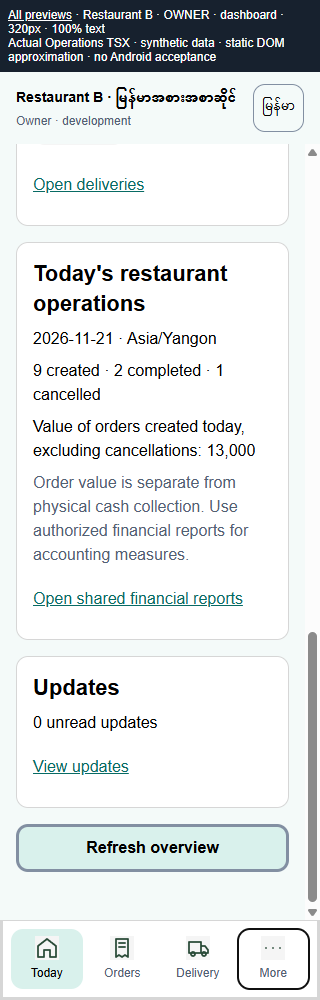 All previews · Restaurant B · OWNER · dashboard ·
320px · 100% text
Actual Operations TSX · synthetic data · static DOM
approximation · no Android acceptance
Restaurant B · မြန်မာအစားအစာဆိုင်
Owner · development
မြန်မာ
Open deliveries
Today's restaurant
operations
2026-11-21 · Asia/Yangon
9 created · 2 completed · 1
cancelled
Value of orders created today,
excluding cancellations: 13,000
Order value is separate from
physical cash collection. Use
authorized financial reports for
accounting measures.
Open shared financial reports
Updates
0 unread updates
View updates
Refresh overview
Today
Orders
Delivery
More